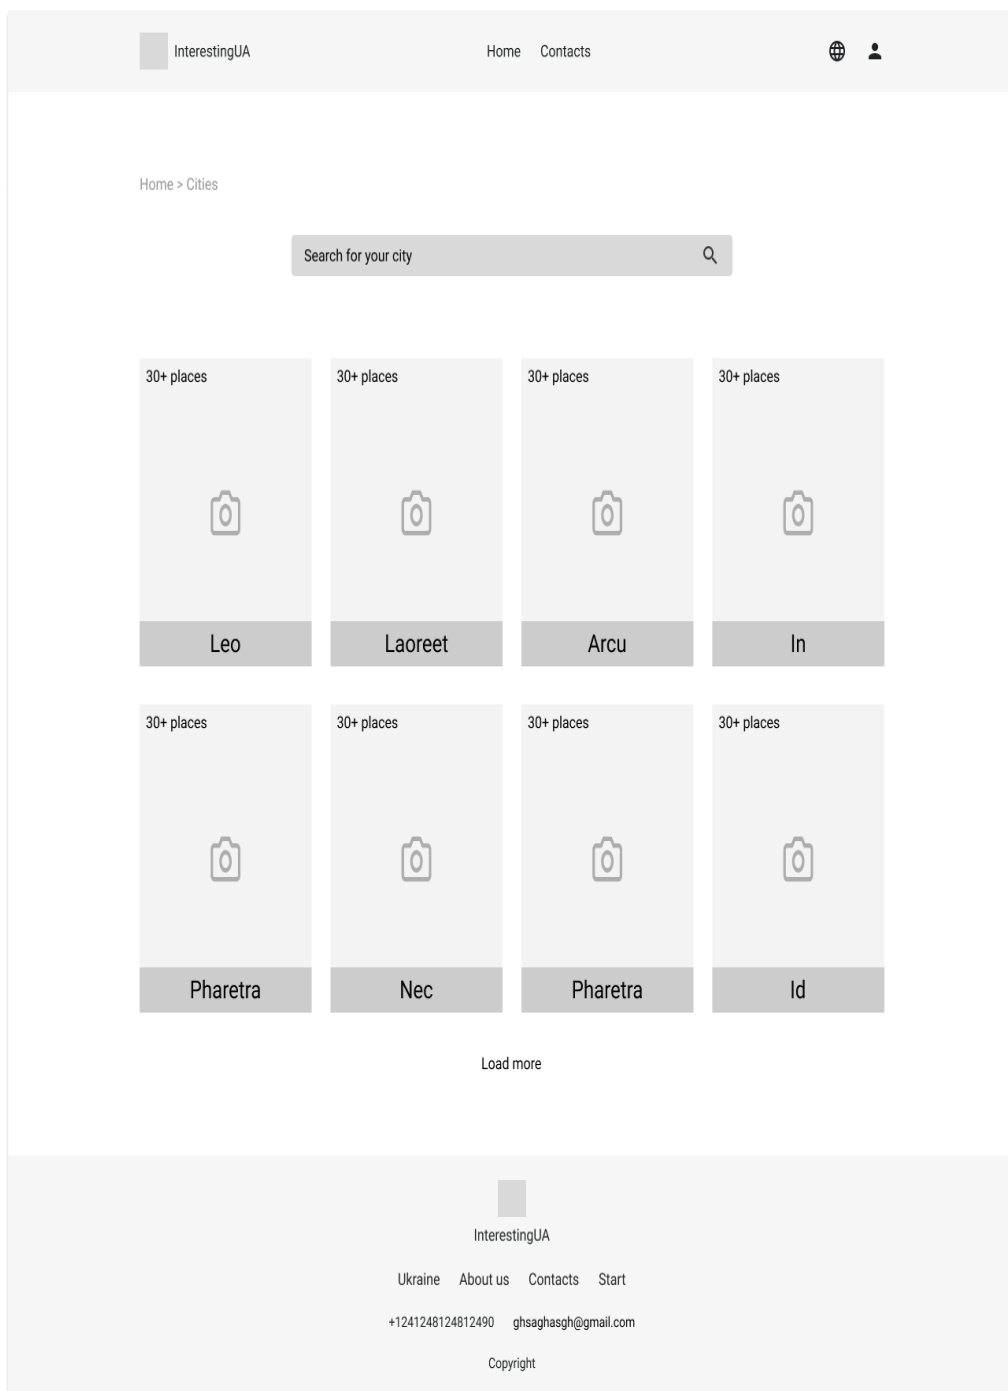 InterestingUA Home Contacts
Home > Cities
Search for your city
30+ places 30+ places 30+ places 30+ places
Leo Laoreet Arcu In
30+ places 30+ places 30+ places 30+ places
Pharetra Nec Pharetra Id
Load more
InterestingUA
Ukraine About us Contacts Start
+1241248124812490 ghsaghasgh@gmail.com
Copyright